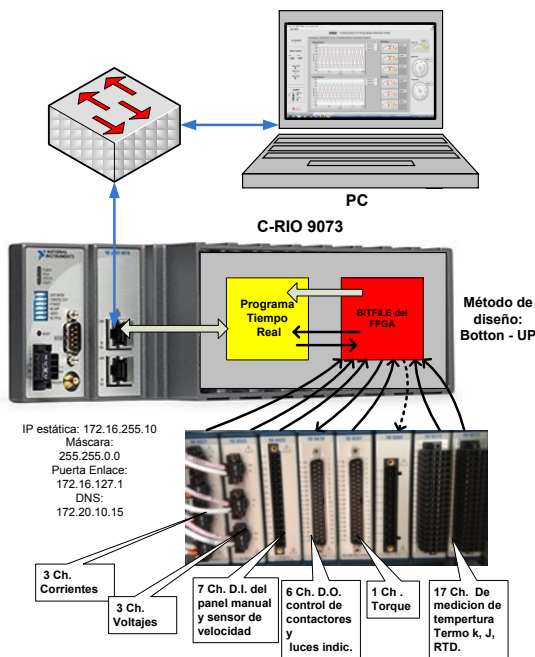 PC
C-RIO 9073
NATIONAL
INSTRUMENTS
Programa
Tiempo
Real
BITFILE del
FPGA
Método de
diseño:
Botton - UP
IP estática: 172.16.255.10
Máscara:
255.255.0.0
Puerta Enlace:
172.16.127.1
DNS:
172.20.10.15
3 Ch.
Corrientes
3 Ch.
Voltajes
7 Ch. D.I. del
panel manual
y sensor de
velocidad
6 Ch. D.O.
control de
contactores
y
luces indic.
1 Ch .
Torque
17 Ch. De
medicion de
tempertura
Termo k, J,
RTD.